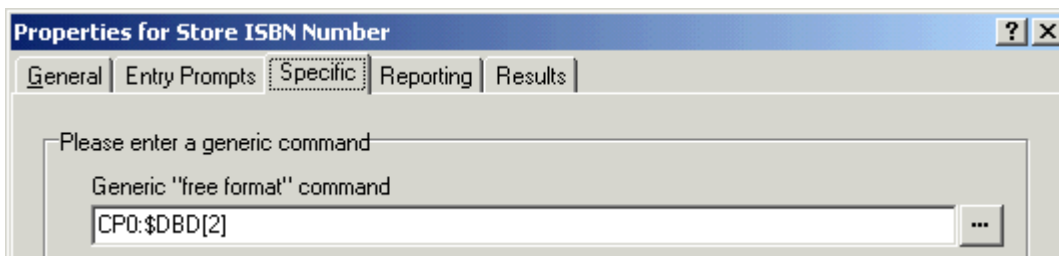 Properties for Store ISBN Number
General Entry Prompts Specific Reporting Results
Please enter a generic command
Generic "free format" command
CP0:$DBD[2] ...